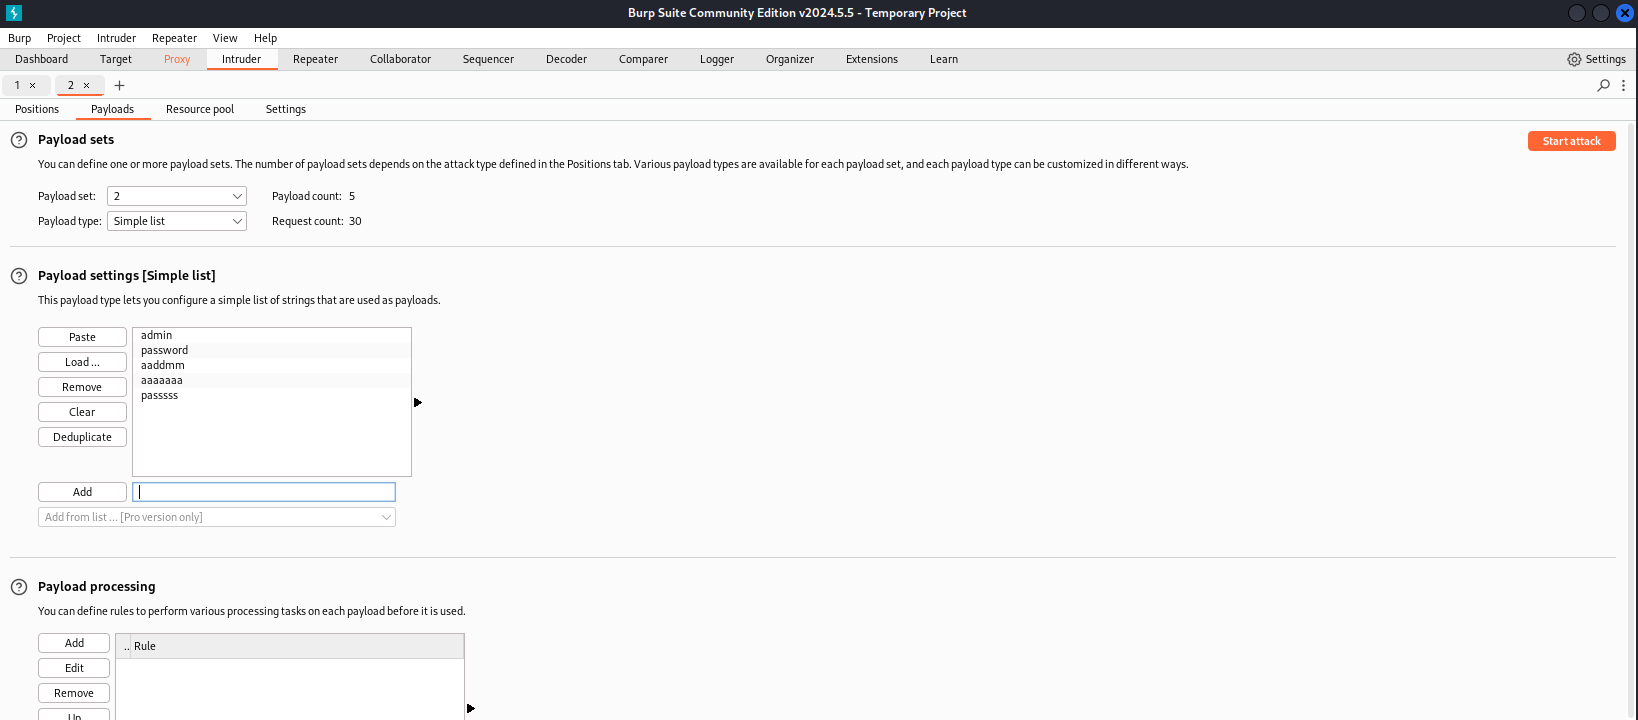 Burp Suite Community Edition v2024.5.5 - Temporary Project
Burp Project Intruder Repeater View Help
Dashboard Target Proxy Intruder Repeater Collaborator Sequencer Decoder Comparer Logger Organizer Extensions Learn Settings
1 × 2 × +
Positions Payloads Resource pool Settings
? Payload sets
Start attack
You can define one or more payload sets. The number of payload sets depends on the attack type defined in the Positions tab. Various payload types are available for each payload set, and each payload type can be customized in different ways.
Payload set: 2 Payload count: 5
Payload type: Simple list Request count: 30
? Payload settings [Simple list]
This payload type lets you configure a simple list of strings that are used as payloads.
Paste
Load ...
Remove
Clear
Deduplicate
admin
password
aaddmm
aaaaaaa
passsss
Add
Add from list ... [Pro version only]
? Payload processing
You can define rules to perform various processing tasks on each payload before it is used.
Add
Edit
Remove
Up
.. Rule